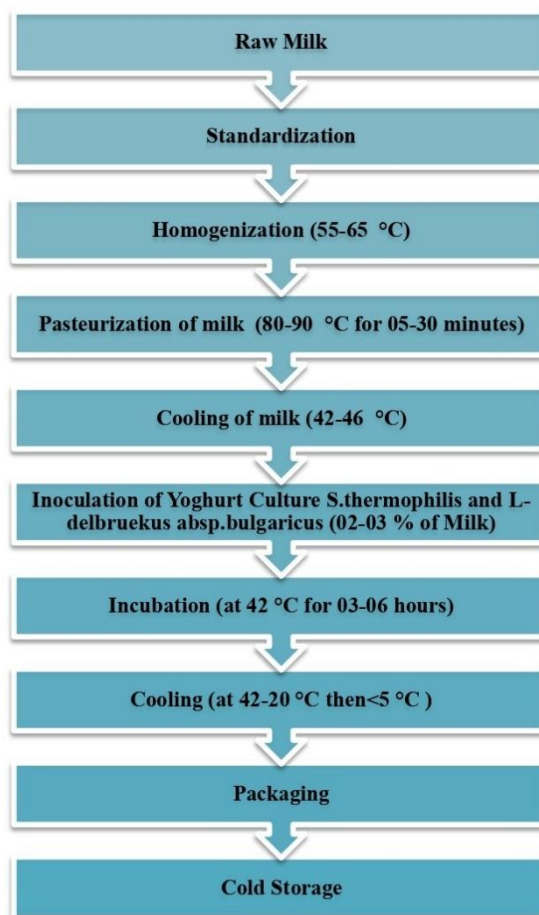 Raw Milk
Standardization
Homogenization (55-65 °C)
Pasteurization of milk (80-90 °C for 05-30 minutes)
Cooling of milk (42-46 °C)
Inoculation of Yoghurt Culture S.thermophilis and L-
delbruekus absp.bulgaricus (02-03 % of Milk)
Incubation (at 42 °C for 03-06 hours)
Cooling (at 42-20 °C then<5 °C )
Packaging
Cold Storage